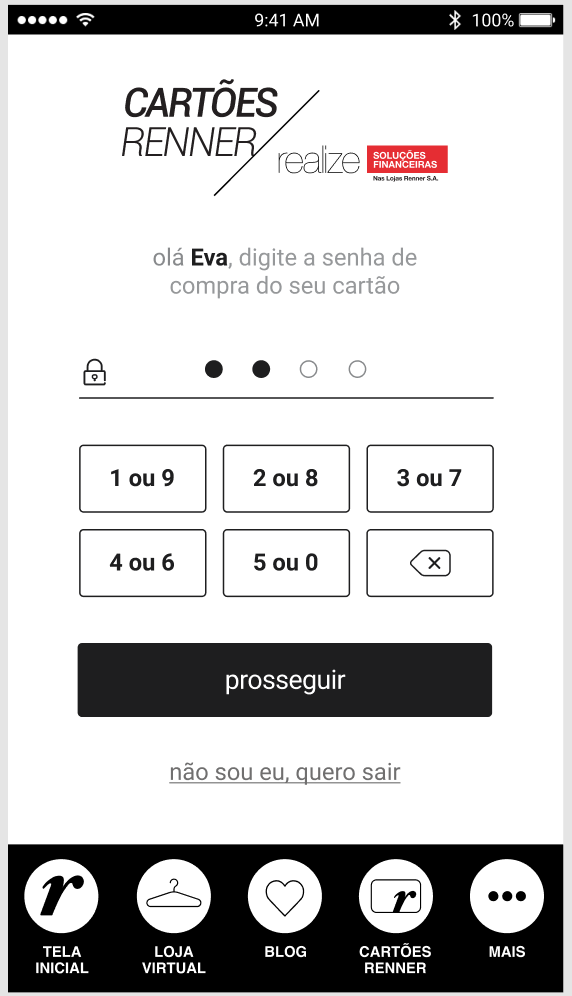 9:41 AM 100%
CARTÕES
RENNER
realize
SOLUÇÕES
FINANCEIRAS
Nas Lojas Renner S.A.
olá Eva, digite a senha de
compra do seu cartão
1 ou 9 2 ou 8 3 ou 7
4 ou 6 5 ou 0
prosseguir
não sou eu, quero sair
r r
TELA LOJA BLOG CARTÕES MAIS
INICIAL VIRTUAL RENNER